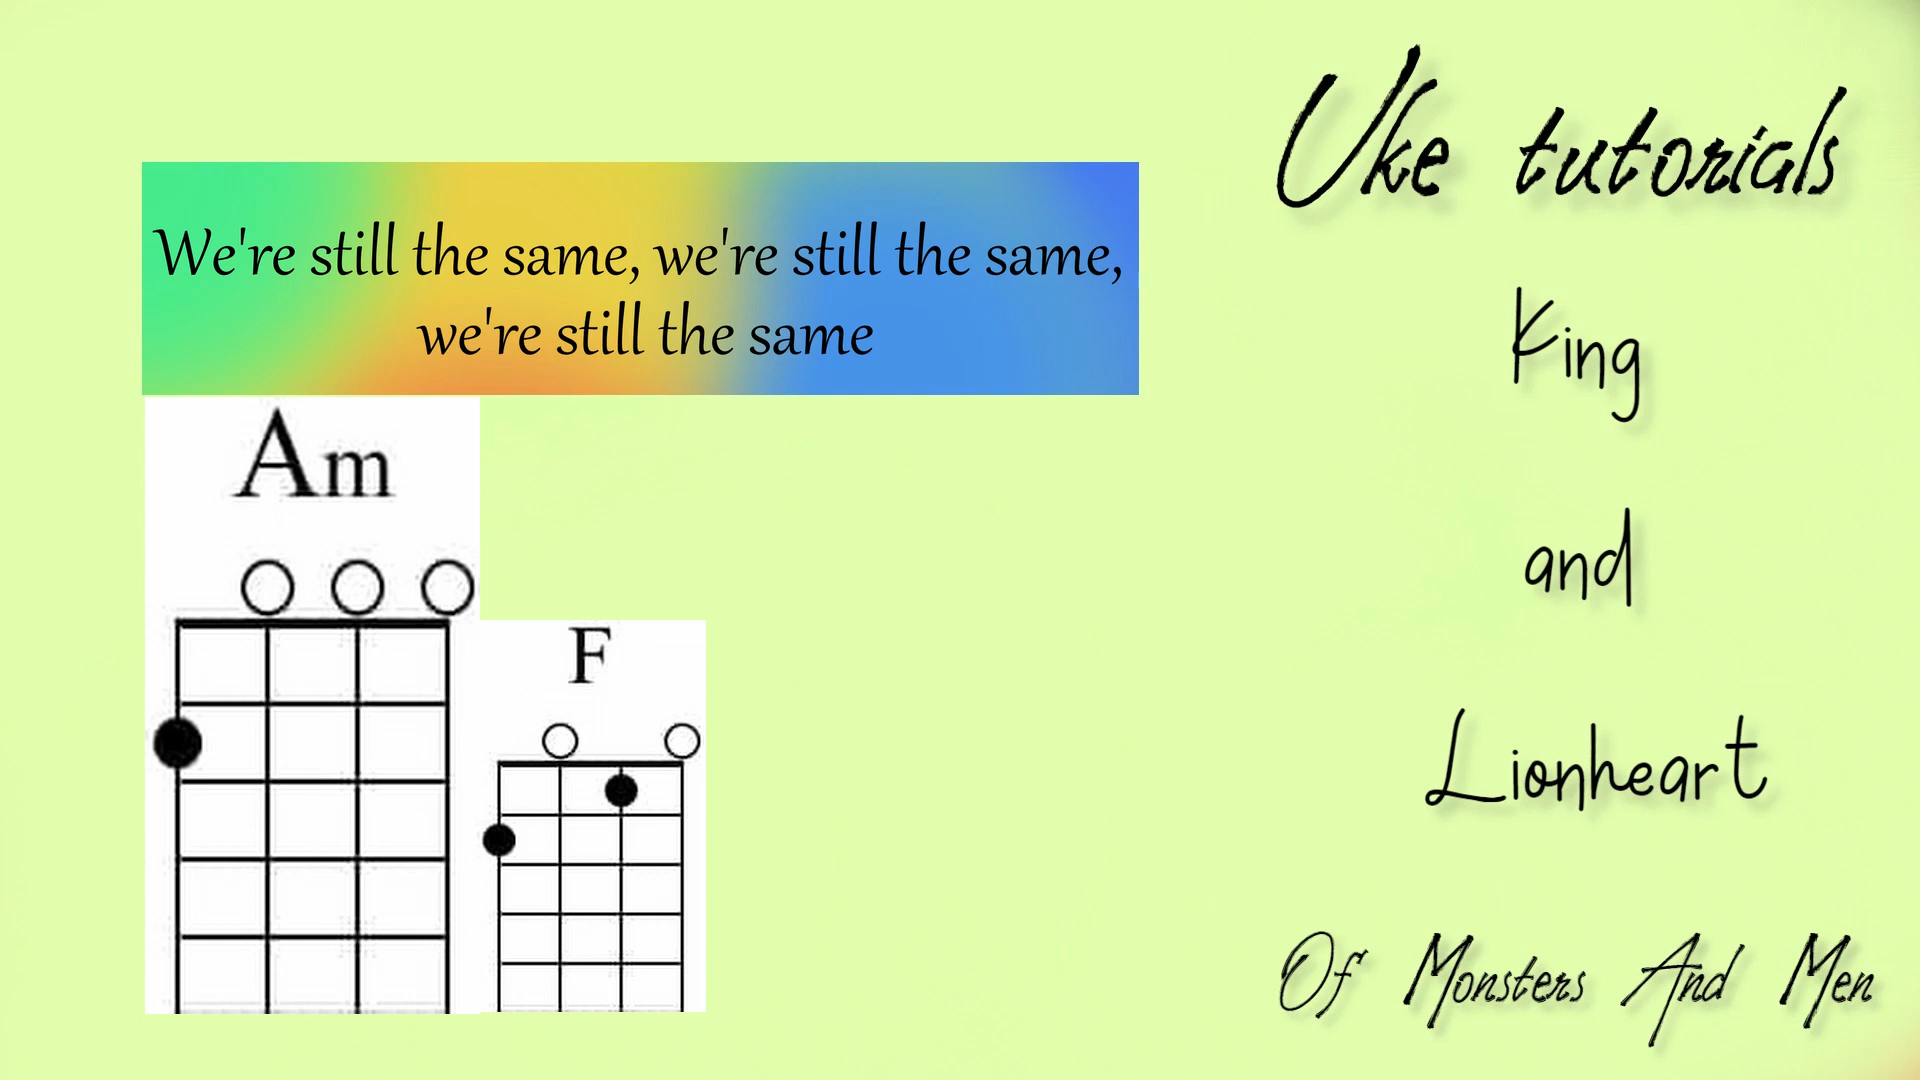 Uke tutorials
We're still the same, we're still the same,
we're still the same
King
and
Lionheart
Am
F
Of Monsters And Men